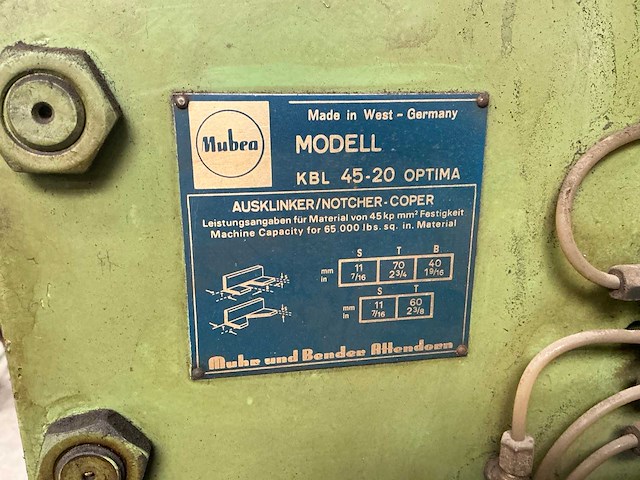 Mubea
Made in West - Germany
MODELL
KBL 45-20 OPTIMA
AUSKLINKER/NOTCHER-COPER
Leistungsangaben für Material von 45 kp mm² Festigkeit
Machine Capacity for 65 000 lbs. sq. in. Material
S T B
mm 11 70 40
in 7/16 2 3/4 1 9/16
S T
mm 11 60
in 7/16 2 3/8
Muhr und Bender Attendorn